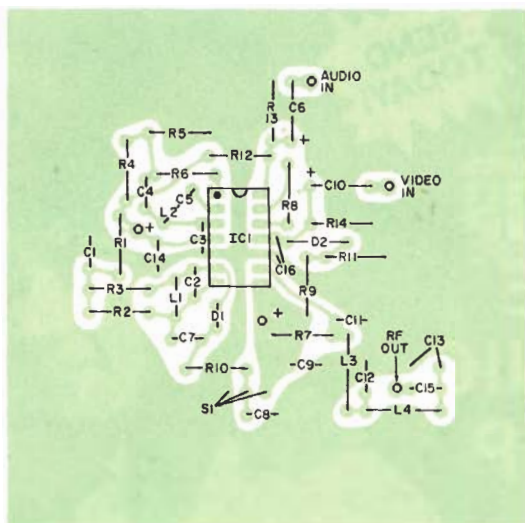 AUDIO
IN
R
13
C6
R5
R12
R4
R6
C4
C5
C10
VIDEO
IN
L2
R8
R1
C3
IC1
R14
C1
C14
D2
C16
R11
R3
C2
R9
R2
L1
D1
C11
C7
R7
RF
OUT
C13
R10
C9
L3
C12
C15
S1
C8
L4